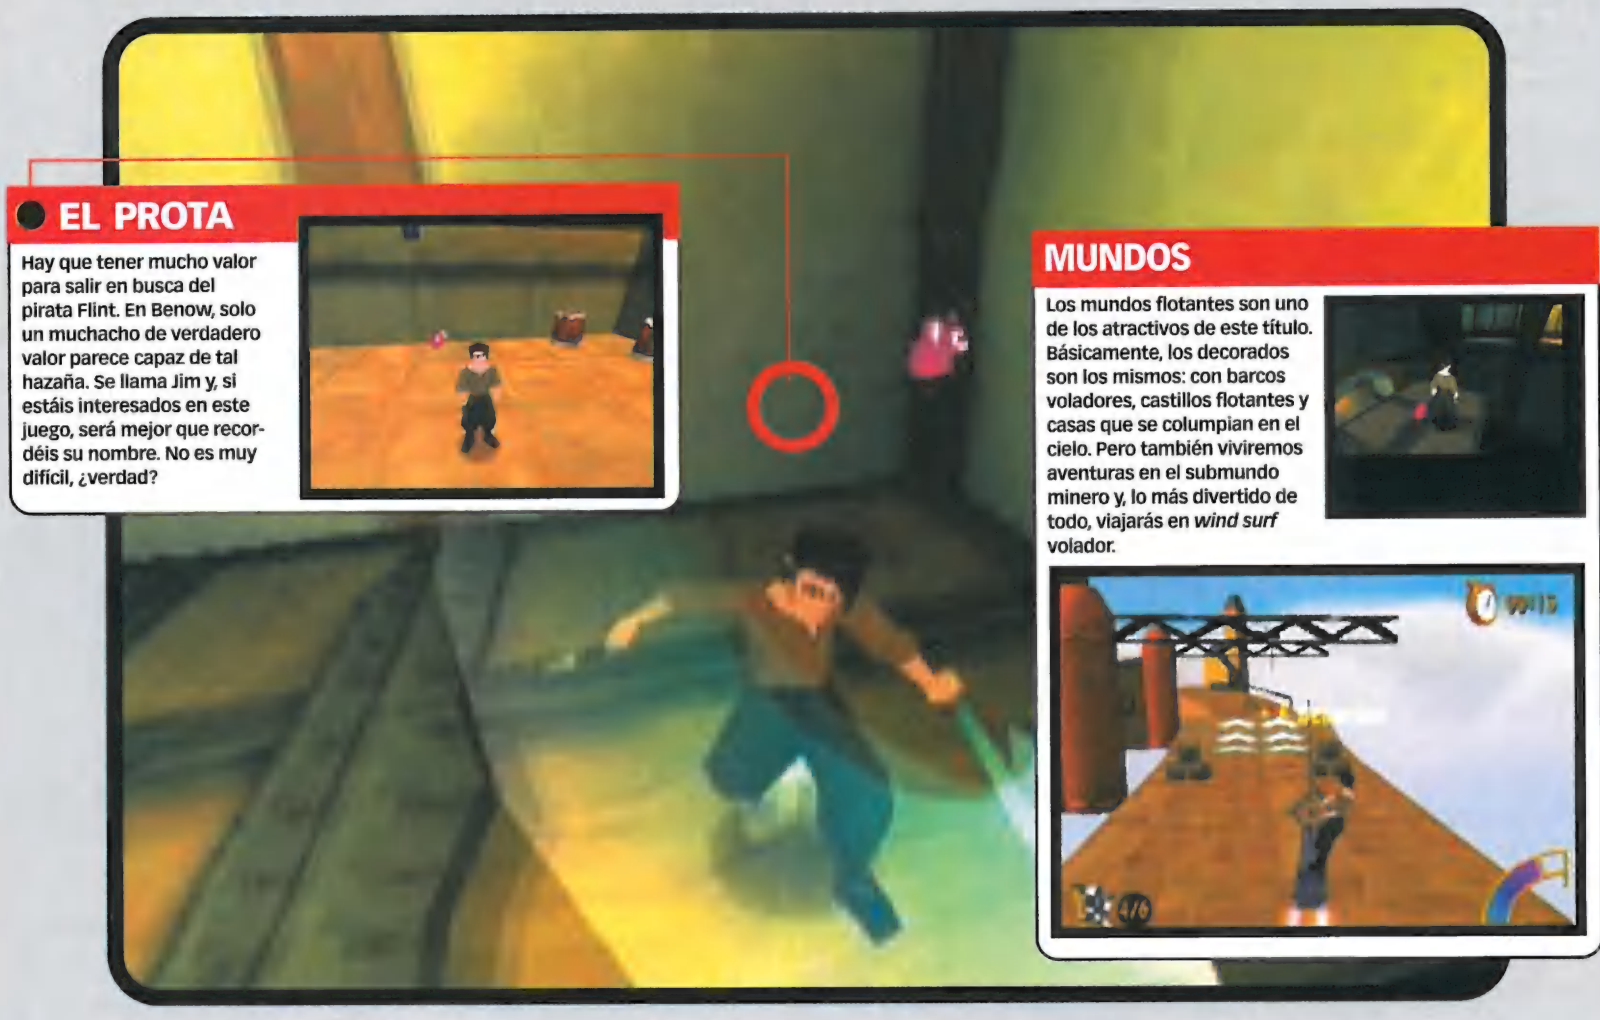 EL PROTA
Hay que tener mucho valor
para salir en busca del
pirata Flint. En Benow, solo
un muchacho de verdadero
valor parece capaz de tal
hazaña. Se llama Jim y, si
estáis interesados en este
juego, será mejor que recor-
déis su nombre. No es muy
difícil, ¿verdad?
MUNDOS
Los mundos flotantes son uno
de los atractivos de este título.
Básicamente, los decorados
son los mismos: con barcos
voladores, castillos flotantes y
casas que se columpian en el
cielo. Pero también viviremos
aventuras en el submundo
minero y, lo más divertido de
todo, viajarás en wind surf
volador.
4/6